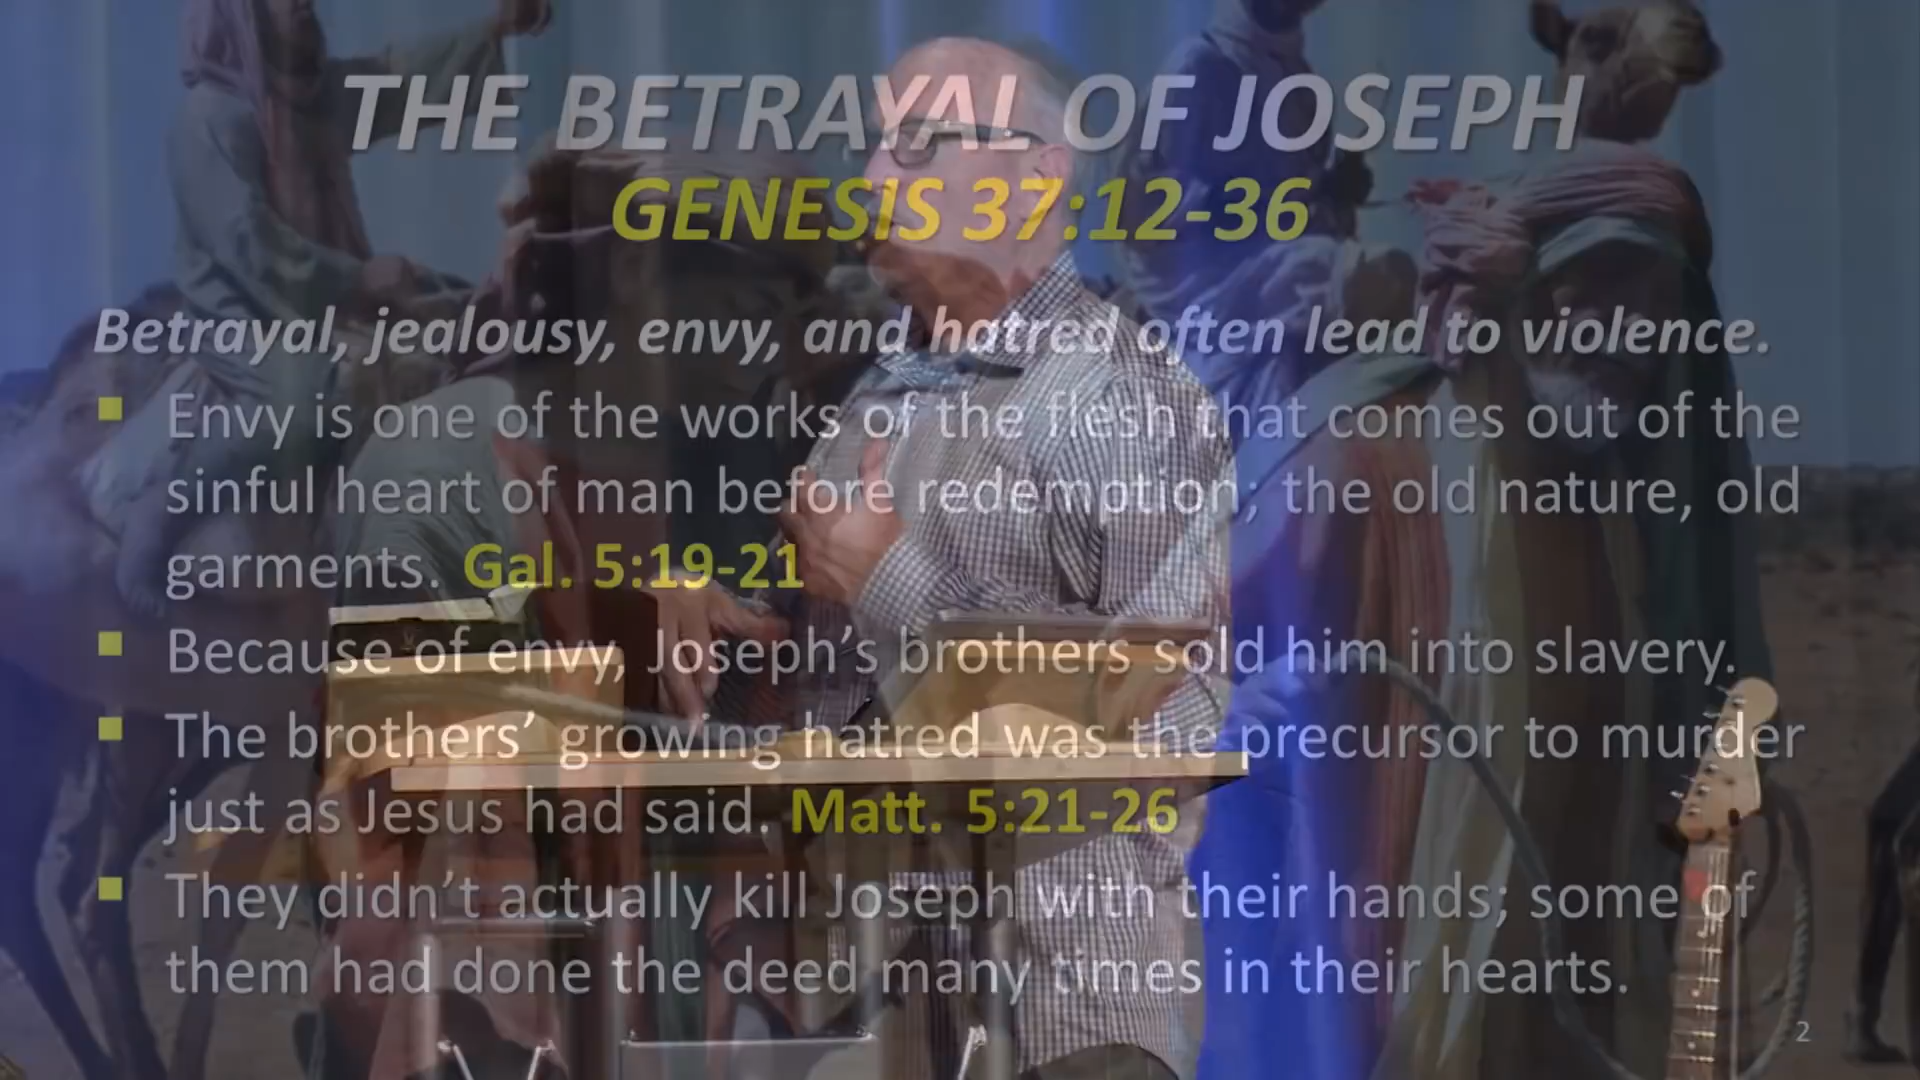 THE BETRAYAL OF JOSEPH
GENESIS 37:12-36
Betrayal, jealousy, envy, and hatred often lead to violence.
Envy is one of the works of the flesh that comes out of the
sinful heart of man before redemption; the old nature, old
garments. Gal. 5:19-21
Because of envy, Joseph’s brothers sold him into slavery.
The brothers’ growing hatred was the precursor to murder
just as Jesus had said. Matt. 5:21-26
They didn’t actually kill Joseph with their hands; some of
them had done the deed many times in their hearts.
2